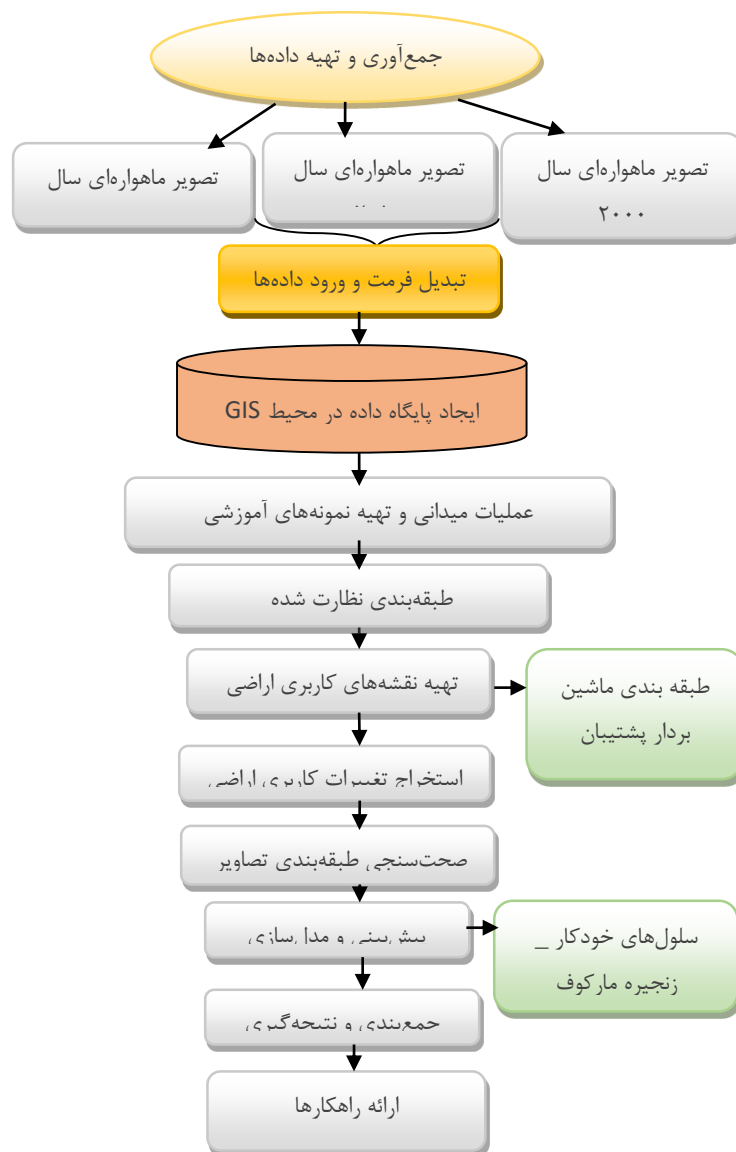 جمع‌آوری و تهیه داده‌ها
تصویر ماهواره‌ای سال
۲۰۰۰
تصویر ماهواره‌ای سال
تصویر ماهواره‌ای سال
تبدیل فرمت و ورود داده‌ها
ایجاد پایگاه داده در محیط GIS
عملیات میدانی و تهیه نمونه‌های آموزشی
طبقه‌بندی نظارت شده
تهیه نقشه‌های کاربری اراضی
طبقه بندی ماشین
بردار پشتیبان
استخراج تغییرات کاربری اراضی
صحت‌سنجی طبقه‌بندی تصاویر
پیش‌بینی و مدل‌سازی
سلول‌های خودکار _
زنجیره مارکوف
جمع‌بندی و نتیجه‌گیری
ارائه راهکارها